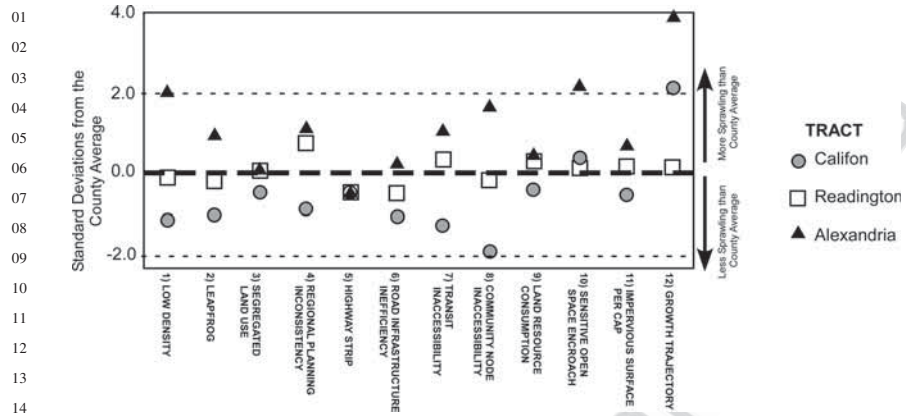 01
02
03
04
05
06
07
08
09
10
11
12
13
14
Standard Deviations from the
County Average
4.0
2.0
0.0
-2.0
1) LOW DENSITY
2) LEAPFROG
3) SEGREGATED
LAND USE
4) REGIONAL PLANNING
INCONSISTENCY
5) HIGHWAY STRIP
6) ROAD INFRASTRUCTURE
INEFFICIENCY
7) TRANSIT
INACCESSIBILITY
8) COMMUNITY NODE
INACCESSIBILITY
9) LAND RESOURCE
CONSUMPTION
10) SENSITIVE OPEN
SPACE ENCROACH
11) IMPERVIOUS SURFACE
PER CAP
12) GROWTH TRAJECTORY
More Sprawling than
County Average
Less Sprawling than
County Average
TRACT
Califon
Readington
Alexandria